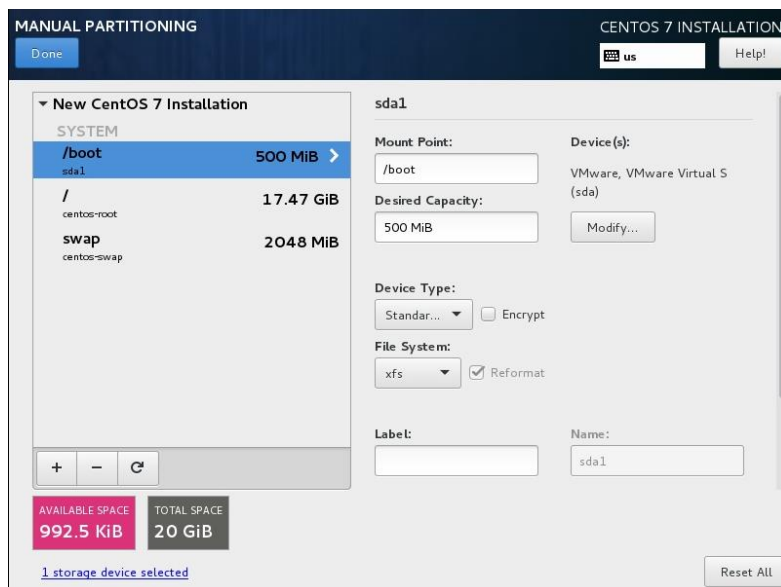 MANUAL PARTITIONING
CENTOS 7 INSTALLATION
Done
us
Help!
New CentOS 7 Installation
SYSTEM
/boot
500 MiB
sda1
/
17.47 GiB
centos-root
swap
2048 MiB
centos-swap
+ −
AVAILABLE SPACE
992.5 KiB
TOTAL SPACE
20 GiB
1 storage device selected
sda1
Mount Point:
/boot
Desired Capacity:
500 MiB
Device(s):
VMware, VMware Virtual S
(sda)
Modify...
Device Type:
Standar...
Encrypt
File System:
xfs
Reformat
Label:
Name:
sda1
Reset All